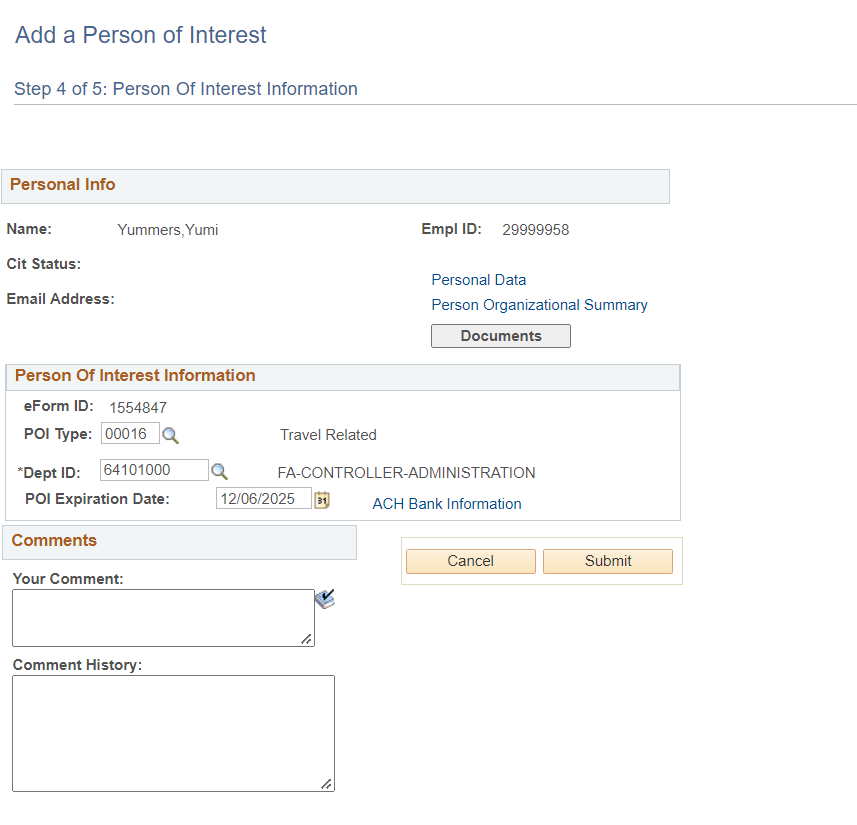 Add a Person of Interest
Step 4 of 5: Person Of Interest Information
Personal Info
Name: Yummers,Yumi Empl ID: 29999958
Cit Status:
Personal Data
Email Address:
Person Organizational Summary
Documents
Person Of Interest Information
eForm ID: 1554847
POI Type: 00016 Travel Related
*Dept ID: 64101000 FA-CONTROLLER-ADMINISTRATION
POI Expiration Date: 12/06/2025 31 ACH Bank Information
Comments
Cancel Submit
Your Comment:
Comment History: